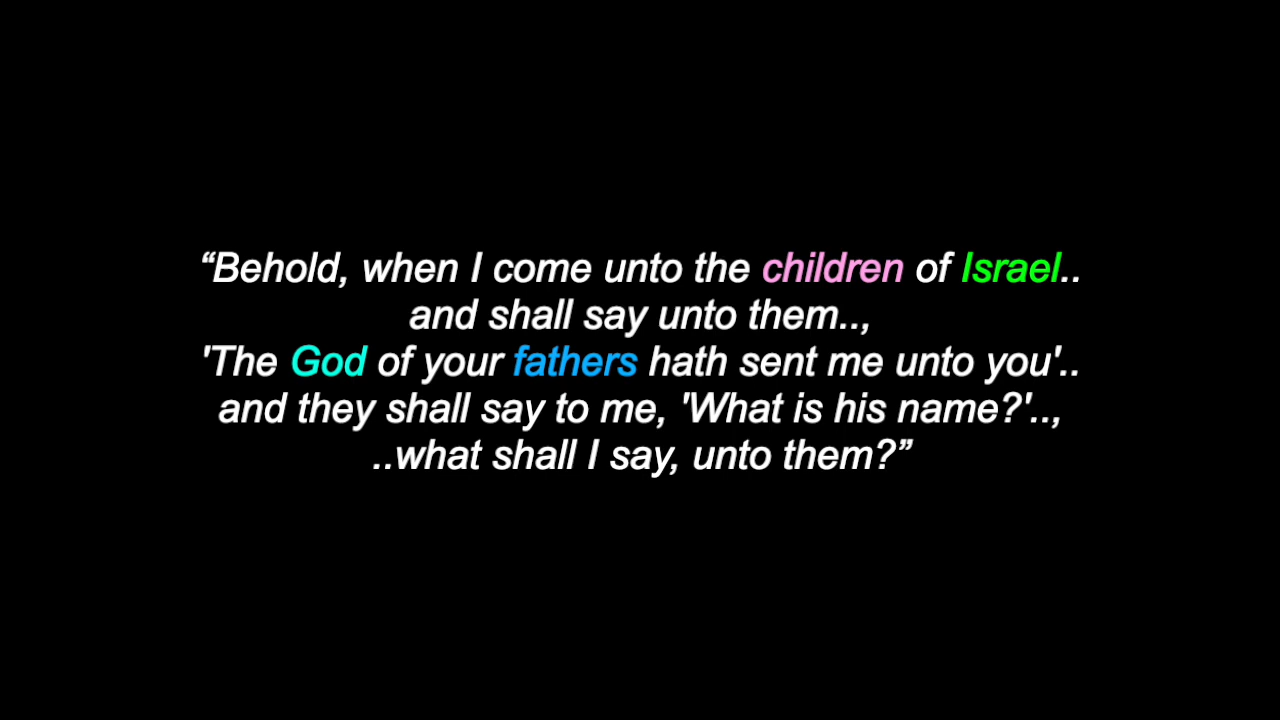 “Behold, when I come unto the children of Israel..
and shall say unto them..,
'The God of your fathers hath sent me unto you'..
and they shall say to me, 'What is his name?'..,
..what shall I say, unto them?”